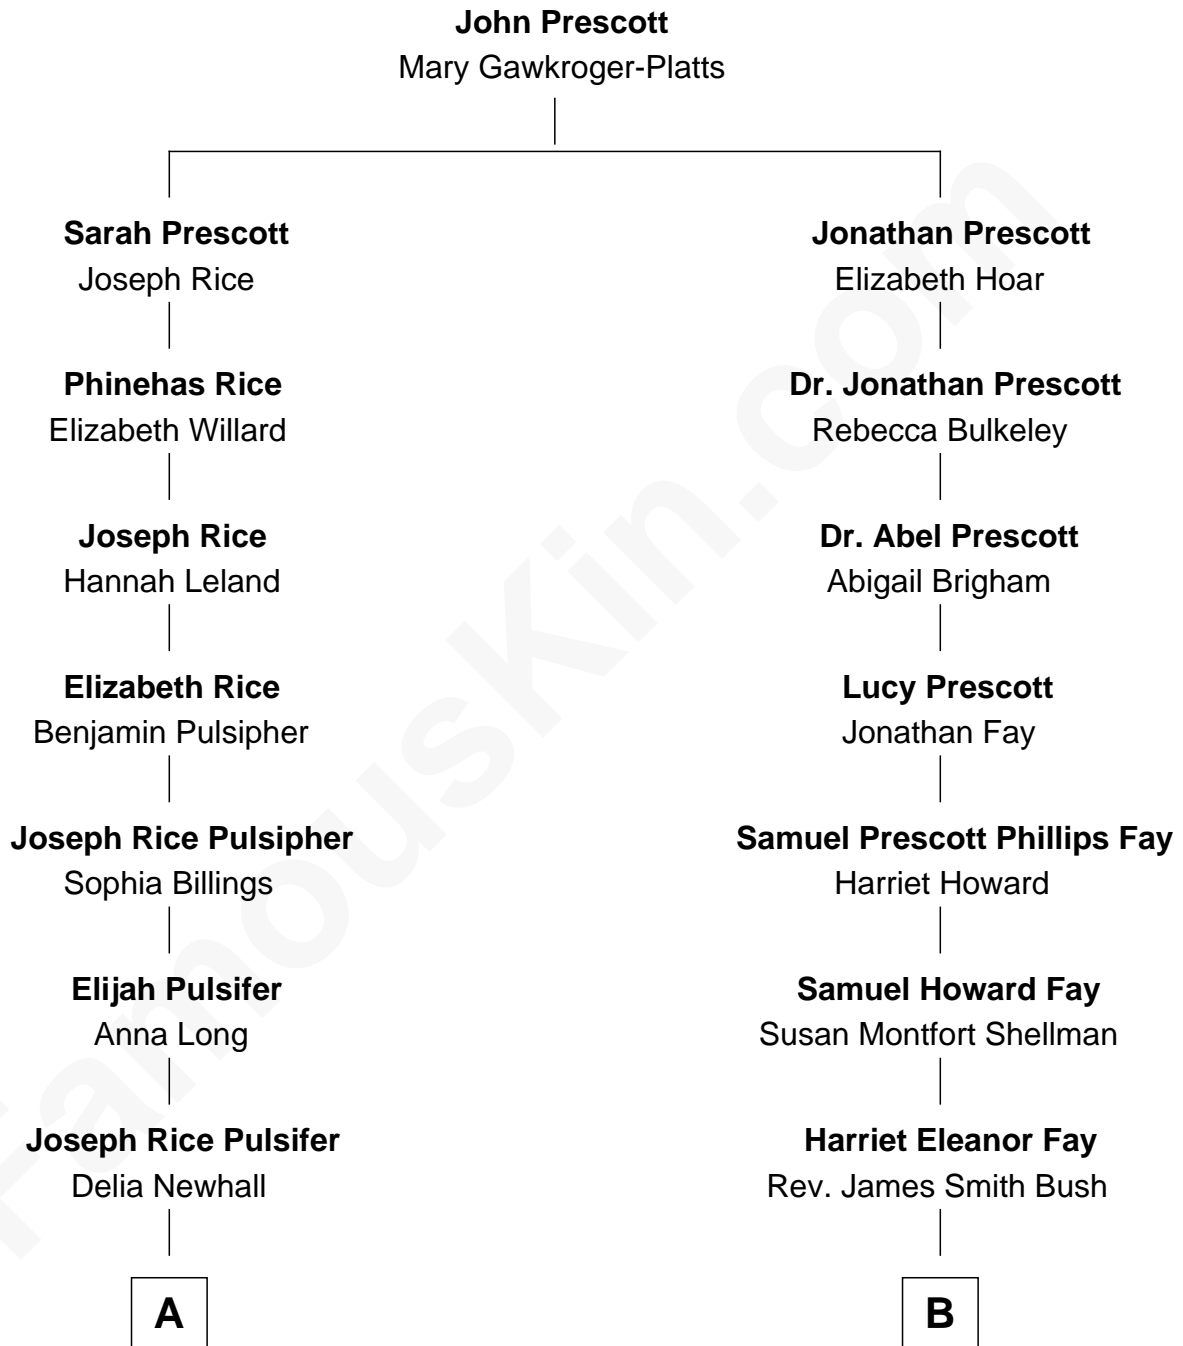 John Prescott
Mary Gawkroger-Platts
Sarah Prescott
Joseph Rice
Jonathan Prescott
Elizabeth Hoar
Phinehas Rice
Elizabeth Willard
Dr. Jonathan Prescott
Rebecca Bulkeley
Joseph Rice
Hannah Leland
Dr. Abel Prescott
Abigail Brigham
Elizabeth Rice
Benjamin Pulsipher
Lucy Prescott
Jonathan Fay
Joseph Rice Pulsipher
Sophia Billings
Samuel Prescott Phillips Fay
Harriet Howard
Elijah Pulsifer
Anna Long
Samuel Howard Fay
Susan Montfort Shellman
Joseph Rice Pulsifer
Delia Newhall
Harriet Eleanor Fay
Rev. James Smith Bush
A
B
FamousKin.com